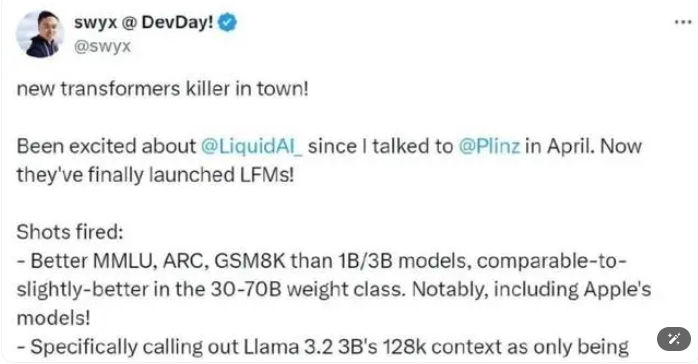 swyx @ DevDay!
@swyx
new transformers killer in town!
Been excited about @LiquidAI_ since I talked to @Plinz in April. Now
they've finally launched LFMs!
Shots fired:
- Better MMLU, ARC, GSM8K than 1B/3B models, comparable-to-
slightly-better in the 30-70B weight class. Notably, including Apple's
models!
- Specifically calling out Llama 3.2 3B's 128k context as only being